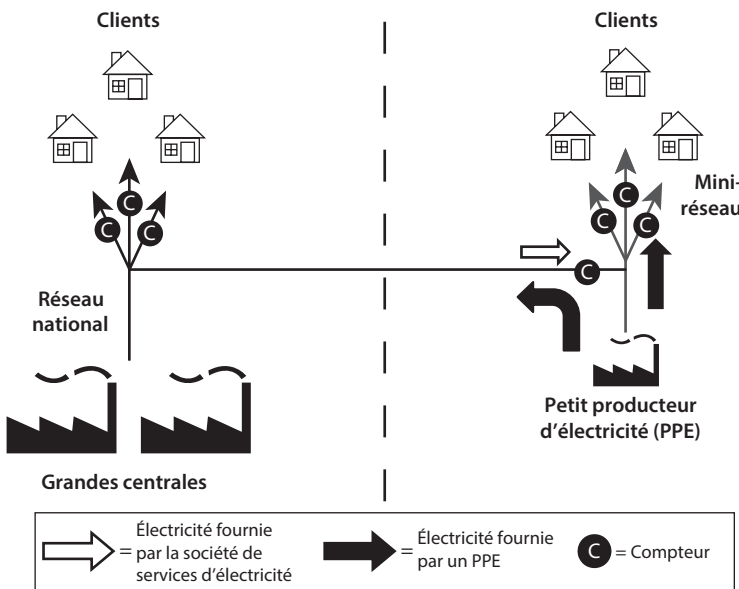 Clients
Clients
C
C
C
C
C
C
Mini-
réseau
C
Réseau
national
Petit producteur
d'électricité (PPE)
Grandes centrales
Électricité fournie
= par la société de
services d'électricité
= Électricité fournie
par un PPE
C = Compteur